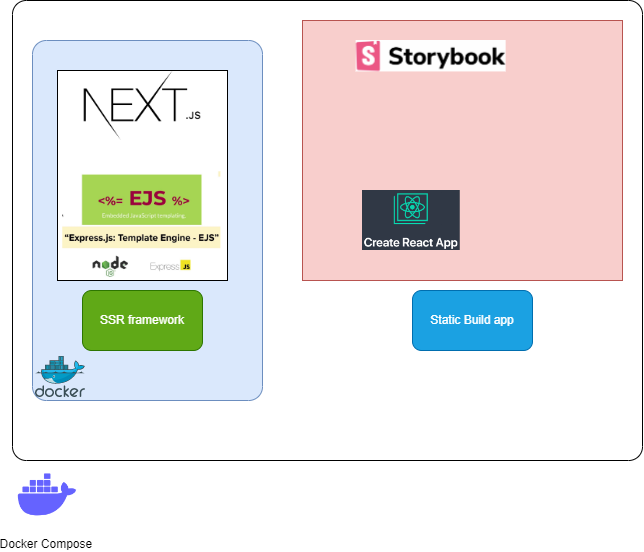 NEXT.JS
<%= EJS %>
Embedded JavaScript templating.
"Express.js: Template Engine - EJS"
node
JS
Express JS
SSR framework
docker
Storybook
Create React App
Static Build app
Docker Compose